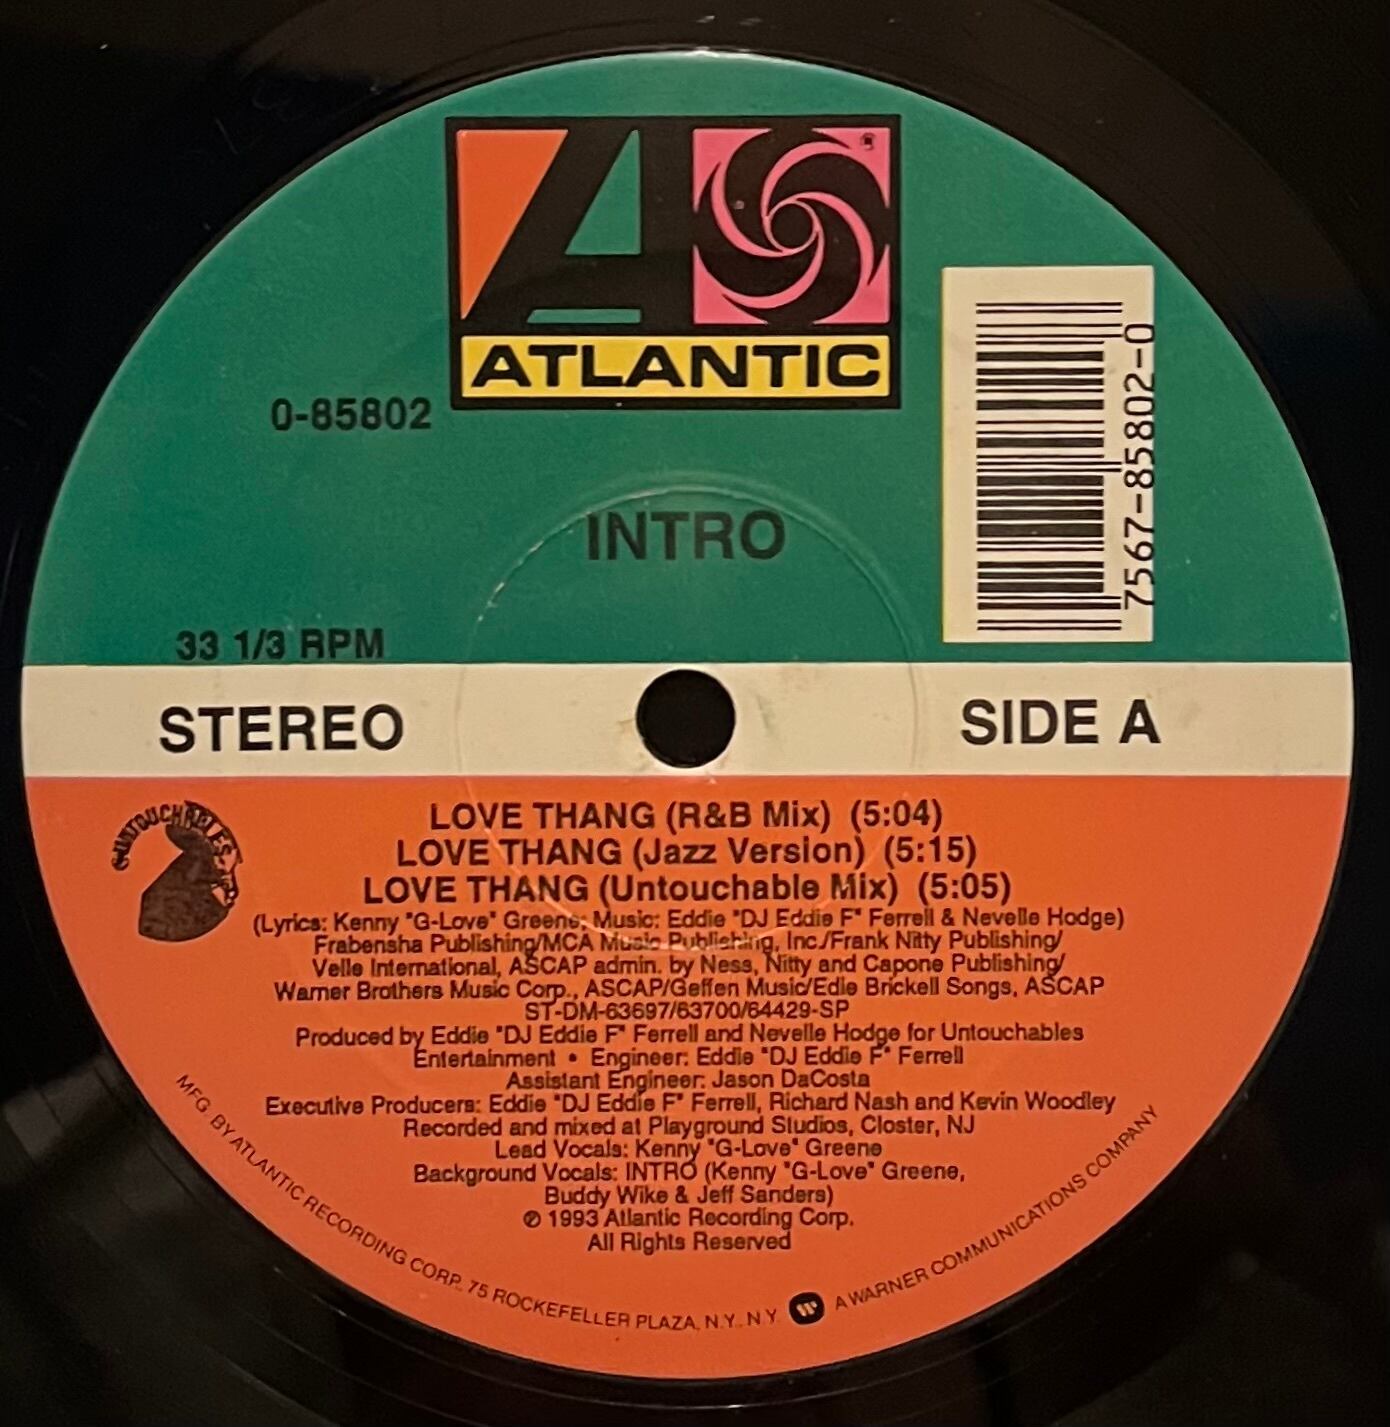 ATLANTIC
®
0-85802
7567-85802-0
INTRO
33 1/3 RPM
STEREO
SIDE A
UNTOUCHABLES
LOVE THANG (R&B Mix) (5:04)
LOVE THANG (Jazz Version) (5:15)
LOVE THANG (Untouchable Mix) (5:05)
(Lyrics: Kenny "G-Love" Greene; Music: Eddie "DJ Eddie F" Ferrell & Nevelle Hodge)
Frabensha Publishing/MCA Music Publishing, Inc./Frank Nitty Publishing/
Velle International, ASCAP admin. by Ness, Nitty and Capone Publishing/
Warner Brothers Music Corp., ASCAP/Geffen Music/Edie Brickell Songs, ASCAP
ST-DM-63697/63700/64429-SP
Produced by Eddie "DJ Eddie F" Ferrell and Nevelle Hodge for Untouchables
Entertainment • Engineer: Eddie "DJ Eddie F" Ferrell
Assistant Engineer: Jason DaCosta
Executive Producers: Eddie "DJ Eddie F" Ferrell, Richard Nash and Kevin Woodley
Recorded and mixed at Playground Studios, Closter, NJ
Lead Vocals: Kenny "G-Love" Greene
Background Vocals: INTRO (Kenny "G-Love" Greene,
Buddy Wike & Jeff Sanders)
℗ 1993 Atlantic Recording Corp.
All Rights Reserved
MFG. BY ATLANTIC RECORDING CORP., 75 ROCKEFELLER PLAZA, N.Y., N.Y. A WARNER COMMUNICATIONS COMPANY